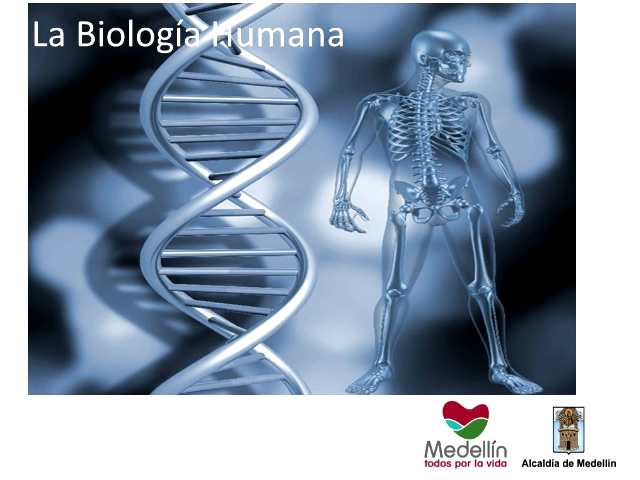 La Biología Humana
Medellín
todos por la vida
Alcaldía de Medellín